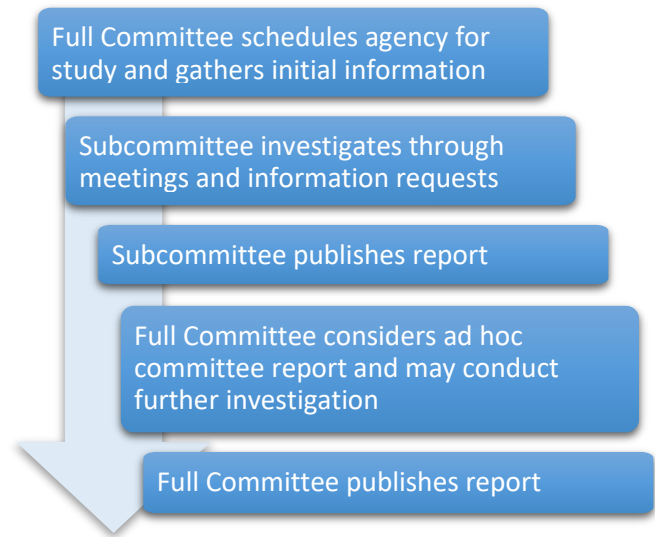 Full Committee schedules agency for
study and gathers initial information
Subcommittee investigates through
meetings and information requests
Subcommittee publishes report
Full Committee considers ad hoc
committee report and may conduct
further investigation
Full Committee publishes report